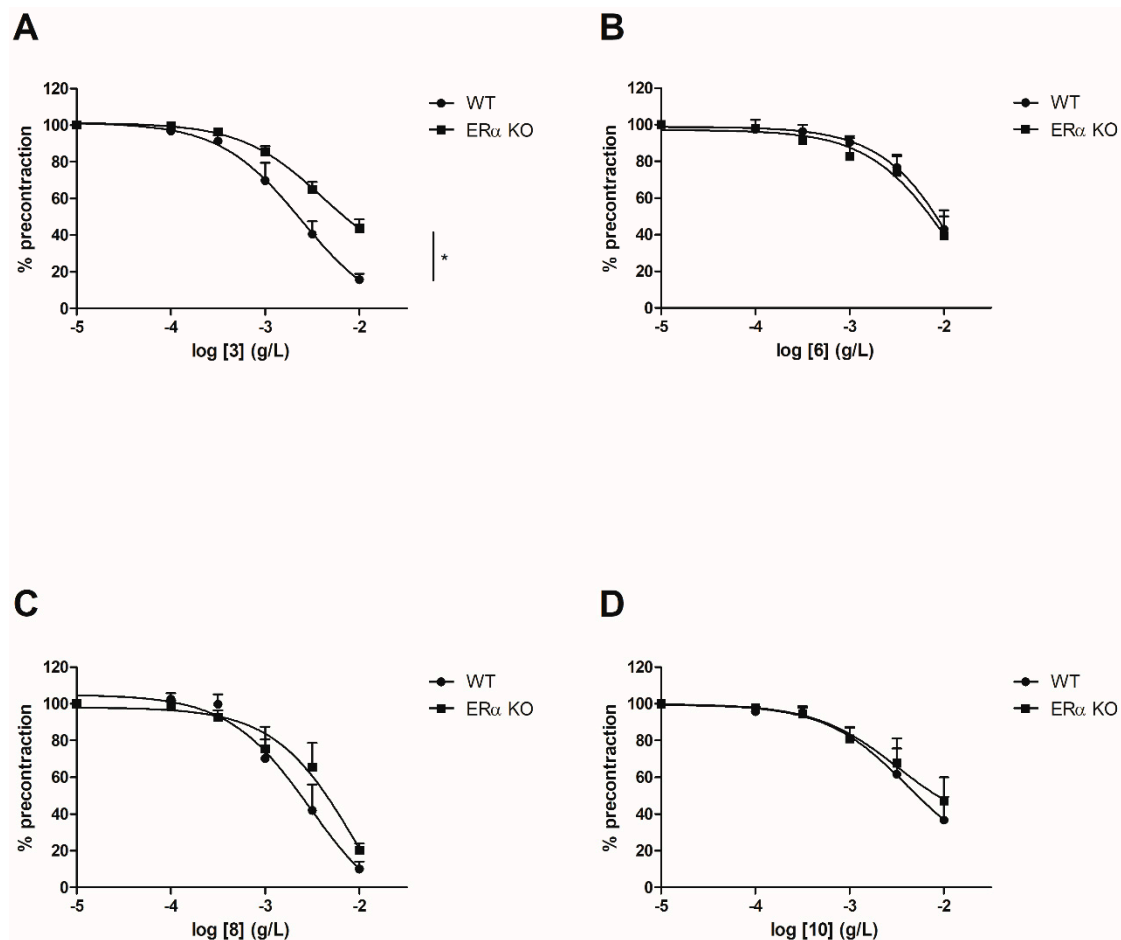 A
120
100
80
60
40
20
0
% precontraction
-5 -4 -3 -2
log [3] (g/L)
WT
ERα KO
*
B
120
100
80
60
40
20
0
% precontraction
-5 -4 -3 -2
log [6] (g/L)
WT
ERα KO
C
120
100
80
60
40
20
0
% precontraction
-5 -4 -3 -2
log [8] (g/L)
WT
ERα KO
D
120
100
80
60
40
20
0
% precontraction
-5 -4 -3 -2
log [10] (g/L)
WT
ERα KO